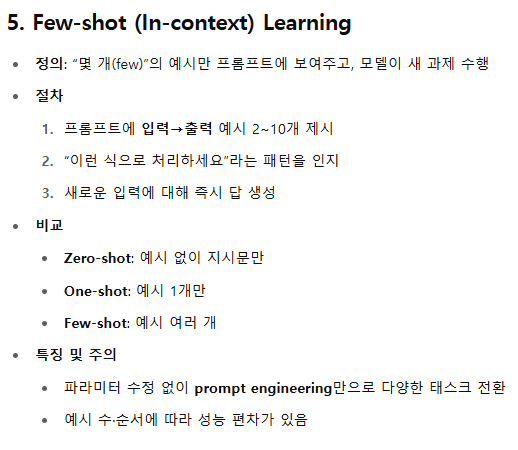 5. Few-shot (In-context) Learning
• 정의: “몇 개(few)”의 예시만 프롬프트에 보여주고, 모델이 새 과제 수행
• 절차
1. 프롬프트에 입력→출력 예시 2~10개 제시
2. “이런 식으로 처리하세요”라는 패턴을 인지
3. 새로운 입력에 대해 즉시 답 생성
• 비교
• Zero-shot: 예시 없이 지시문만
• One-shot: 예시 1개만
• Few-shot: 예시 여러 개
• 특징 및 주의
• 파라미터 수정 없이 prompt engineering만으로 다양한 태스크 전환
• 예시 수·순서에 따라 성능 편차가 있음